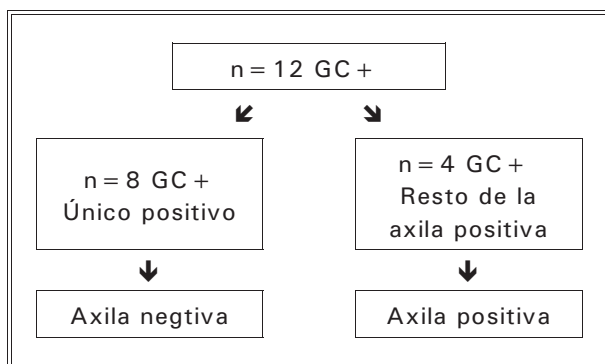 n = 12 GC +
n = 8 GC +
Único positivo
n = 4 GC +
Resto de la
axila positiva
Axila negtiva
Axila positiva